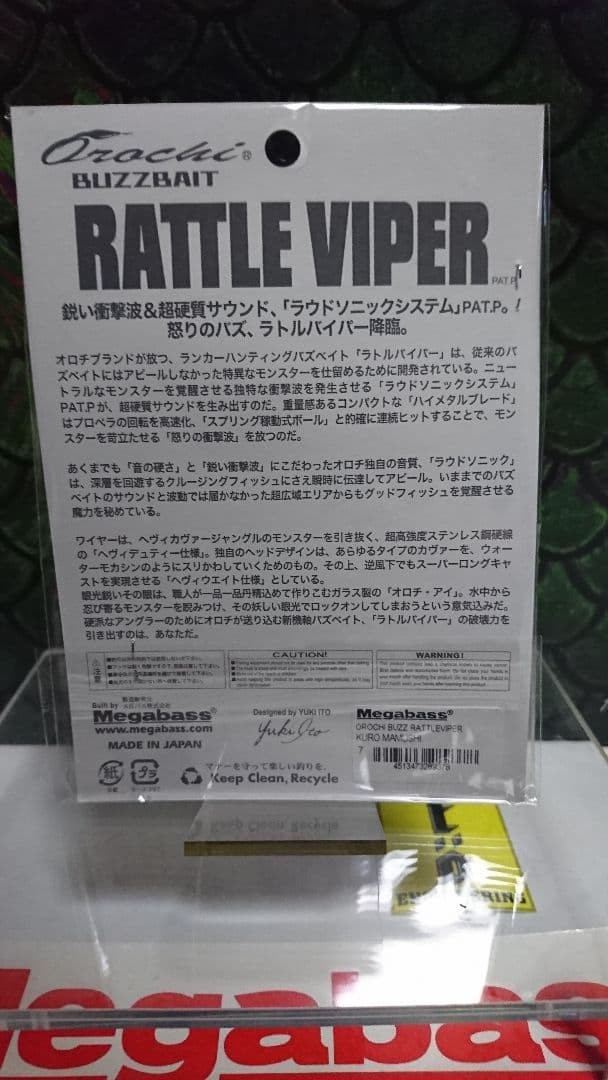 Orochi®
BUZZBAIT
RATTLE VIPER
PAT.P
鋭い衝撃波&超硬質サウンド、「ラウドソニックシステム」PAT.P。!
怒りのバズ、ラトルバイパー降臨。
オロチブランドが放つ、ランカーハンティングバズベイト「ラトルバイパー」は、従来のバ
ズベイトにはアピールしなかった特異なモンスターを仕留めるために開発されている。ニュー
トラルなモンスターを覚醒させる独特な衝撃波を発生させる「ラウドソニックシステム」
PAT.Pが、超硬質サウンドを生み出すのだ。重量感あるコンパクトな「ハイメタルブレード」
はプロペラの回転を高速化、「スプリング稼動式ボール」と的確に連続ヒットすることで、モン
スターを苛立たせる「怒りの衝撃波」を放つのだ。
あくまでも「音の硬さ」と「鋭い衝撃波」にこだわったオロチ独自の音質、「ラウドソニック」
は、深層を回遊するクルージングフィッシュにさえ瞬時に伝達してアピール。いままでのバズ
ベイトのサウンドと波動では届かなかった超広域エリアからもグッドフィッシュを覚醒させる
魔力を秘めている。
ワイヤーは、ヘヴィカヴァージャングルのモンスターを引き抜く、超高強度ステンレス鋼硬線
の「ヘヴィデューティー仕様」。独自のヘッドデザインは、あらゆるタイプのカヴァーを、ウォー
ターモカシンのようにスリかわしていくためのもの。その上、逆風下でもスーパーロングキャ
ストを実現させる「ヘヴィウエイト仕様」としている。
眼光鋭いその眼は、職人が一品一品丹精込めて作りこむガラス製の「オロチ・アイ」。水中から
忍び寄るモンスターを睨みつけ、その妖しい眼光でロックオンしてしまおうという意気込みだ。
硬派なアングラーのためにオロチが送り込む新機軸バズベイト、「ラトルバイパー」の破壊力を
引き出すのは、あなただ。
注意
CAUTION!
WARNING!
Built by
Megabass®
www.megabass.com
MADE IN JAPAN
Designed by YUKI ITO
Yuki Ito
Megabass®
OROCHI BUZZ RATTLEVIPER
KURO MAMUSHI
7
紙
プラ
マナーを守って楽しい釣りを。
Keep Clean, Recycle
Megabass